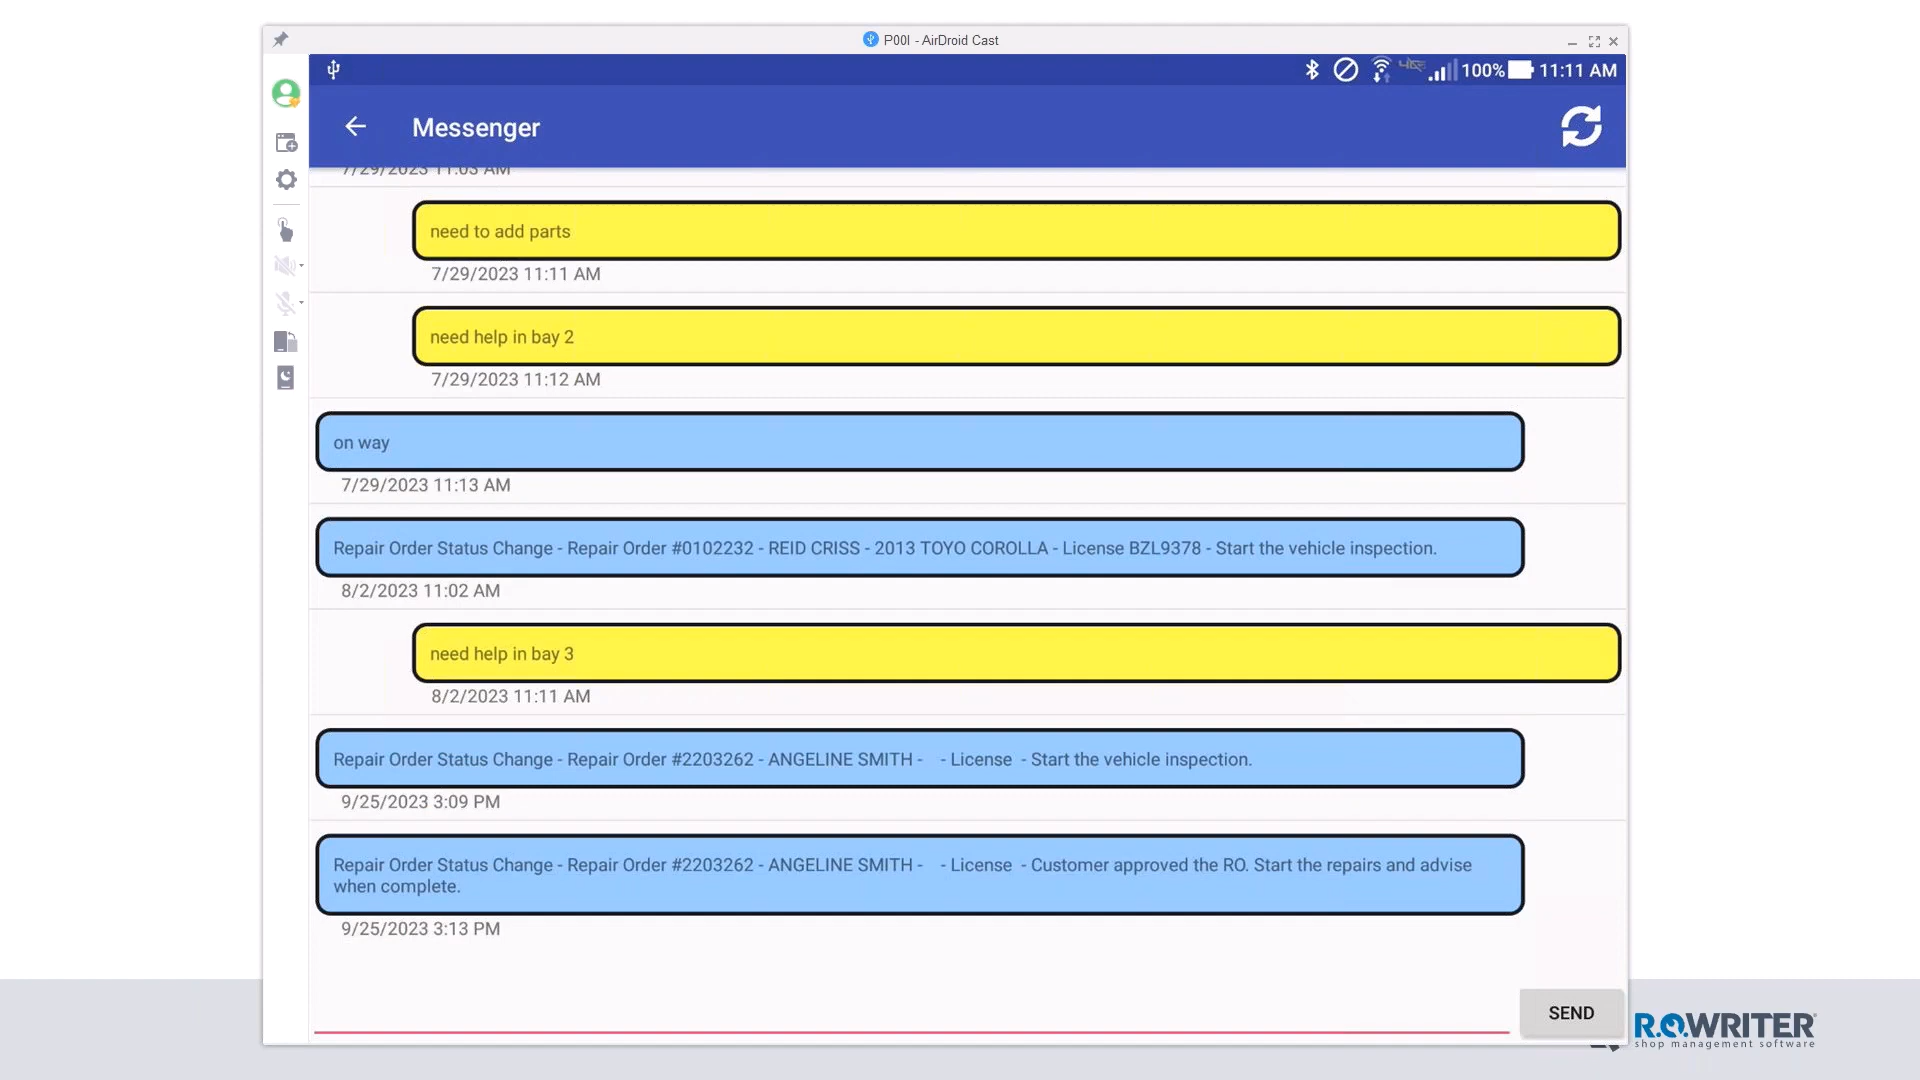 P00I - AirDroid Cast
100% 11:11 AM
Messenger
7/29/2023 11:03 AM
need to add parts
7/29/2023 11:11 AM
need help in bay 2
7/29/2023 11:12 AM
on way
7/29/2023 11:13 AM
Repair Order Status Change - Repair Order #0102232 - REID CRISS - 2013 TOYO COROLLA - License BZL9378 - Start the vehicle inspection.
8/2/2023 11:02 AM
need help in bay 3
8/2/2023 11:11 AM
Repair Order Status Change - Repair Order #2203262 - ANGELINE SMITH -    - License  - Start the vehicle inspection.
9/25/2023 3:09 PM
Repair Order Status Change - Repair Order #2203262 - ANGELINE SMITH -    - License  - Customer approved the RO. Start the repairs and advise
when complete.
9/25/2023 3:13 PM
SEND
R.O.WRITER
shop management software